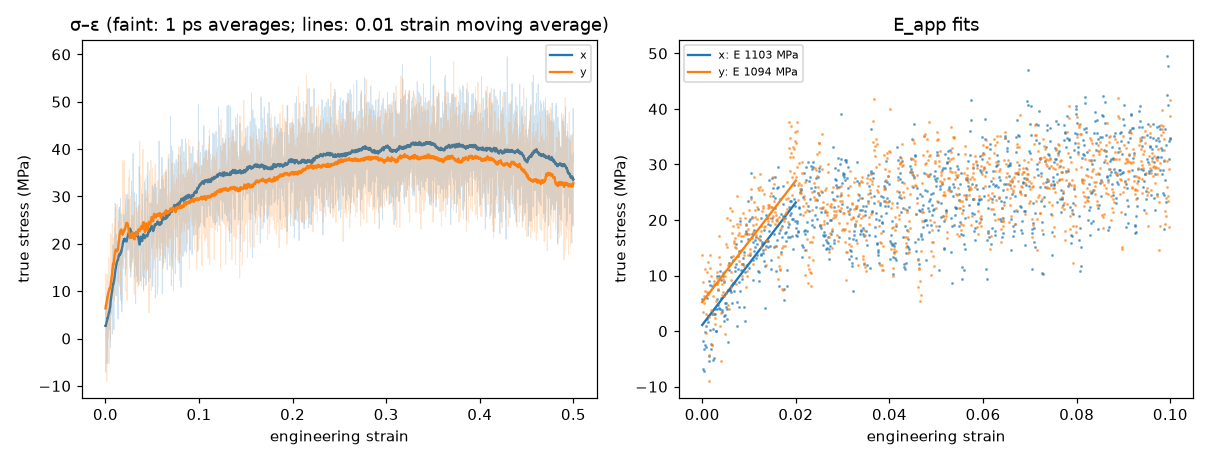 σ–ε (faint: 1 ps averages; lines: 0.01 strain moving average)
60
50
40
30
20
10
0
−10
true stress (MPa)
x
y
0.0
0.1
0.2
0.3
0.4
0.5
engineering strain
E_app fits
50
40
30
20
10
0
−10
true stress (MPa)
x: E 1103 MPa
y: E 1094 MPa
0.00
0.02
0.04
0.06
0.08
0.10
engineering strain